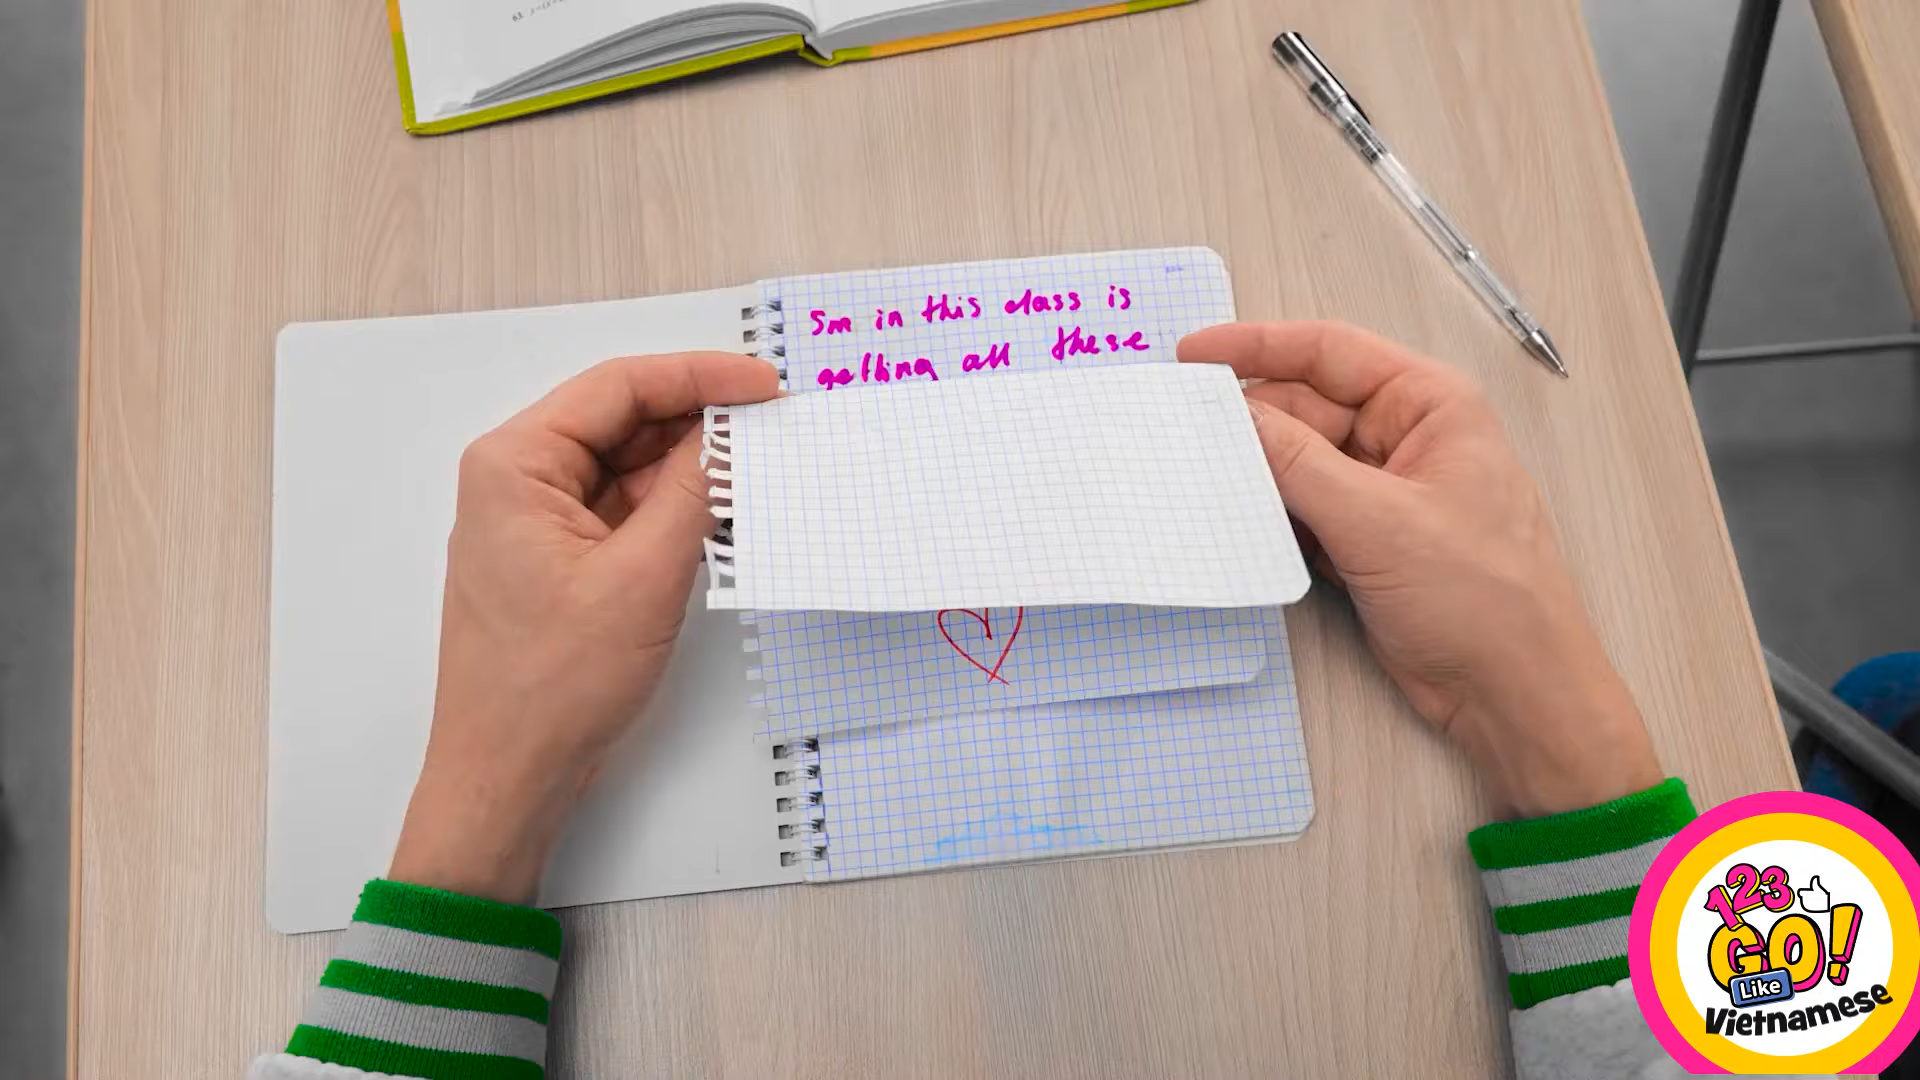 Sm in this class is
getting all these
123
GO!
Like
Vietnamese